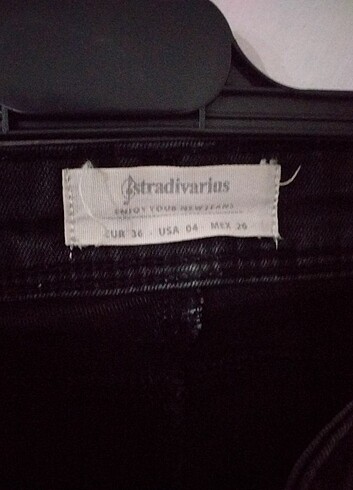 stradivarius
ENJOY YOUR NEW JEANS
EUR 36 - USA 04 MEX 26